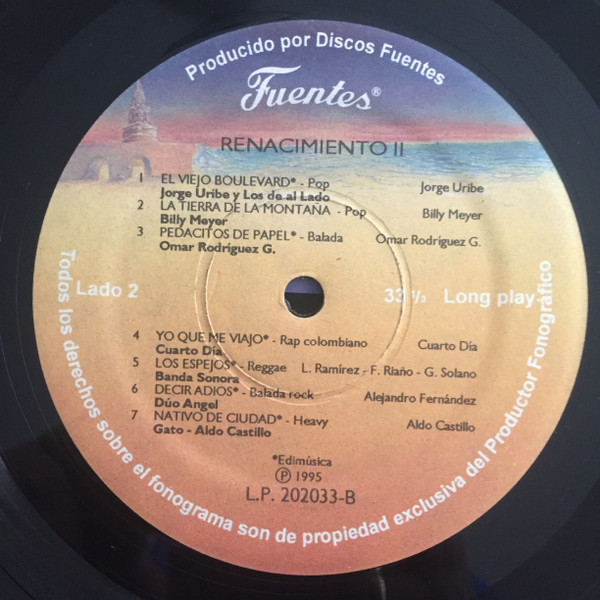 Producido por Discos Fuentes
Fuentes®
RENACIMIENTO II
1 EL VIEJO BOULEVARD* - Pop Jorge Uribe
Jorge Uribe y Los de al Lado
2 LA TIERRA DE LA MONTAÑA - Pop Billy Meyer
Billy Meyer
3 PEDACITOS DE PAPEL* - Balada Omar Rodríguez G.
Omar Rodríguez G.
Lado 2 33⅓ Long play
4 YO QUE ME VIAJO* - Rap colombiano Cuarto Día
Cuarto Día
5 LOS ESPEJOS* - Reggae L. Ramírez - F. Riaño - G. Solano
Banda Sonora
6 DECIR ADIOS* - Balada rock Alejandro Fernández
Dúo Angel
7 NATIVO DE CIUDAD* - Heavy Aldo Castillo
Gato - Aldo Castillo
*Edimúsica
Ⓟ 1995
L.P. 202033-B
Todos los derechos sobre el fonograma son de propiedad exclusiva del Productor Fonográfico